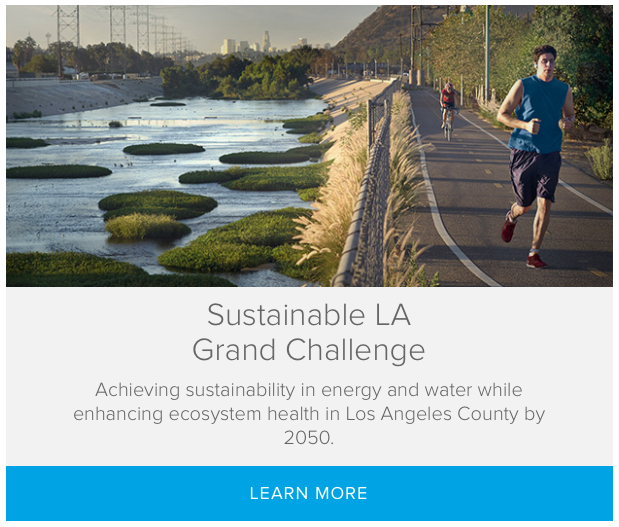 Sustainable LA
Grand Challenge
Achieving sustainability in energy and water while
enhancing ecosystem health in Los Angeles County by
2050.
LEARN MORE